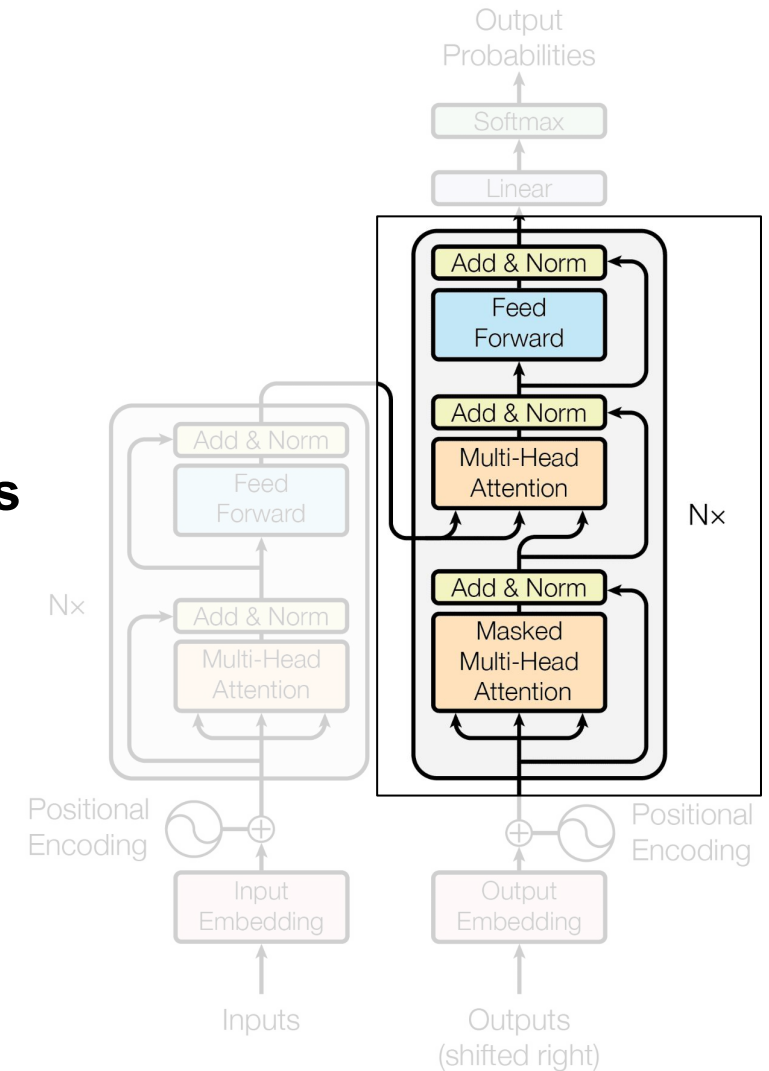 Output
Probabilities
Softmax
Linear
Add & Norm
Feed
Forward
Add & Norm
Multi-Head
Attention
Nx
Add & Norm
Masked
Multi-Head
Attention
s
Add & Norm
Feed
Forward
Nx
Add & Norm
Multi-Head
Attention
Positional
Encoding
Positional
Encoding
Input
Embedding
Output
Embedding
Inputs
Outputs
(shifted right)